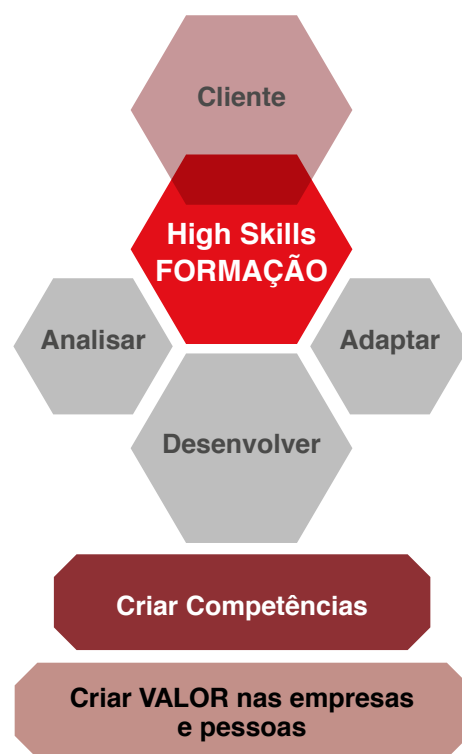 Cliente
High Skills
FORMAÇÃO
Analisar
Adaptar
Desenvolver
Criar Competências
Criar VALOR nas empresas
e pessoas